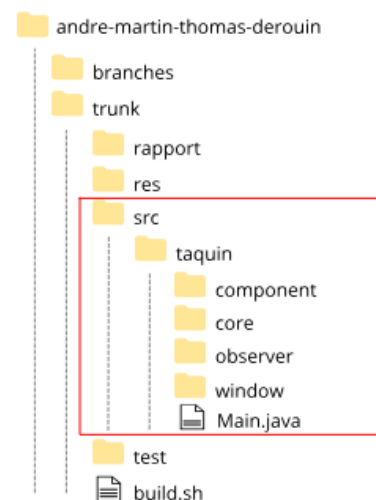 andre-martin-thomas-derouin
branches
trunk
rapport
res
src
taquin
component
core
observer
window
Main.java
test
build.sh